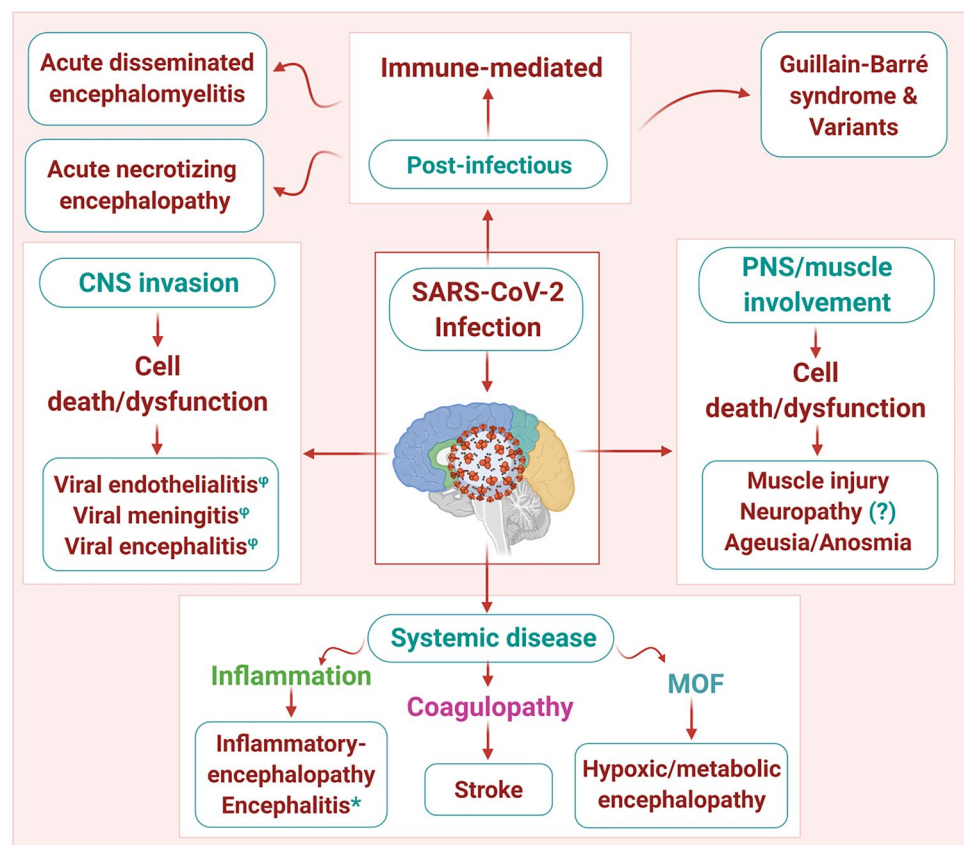 Acute disseminated
encephalomyelitis
Acute necrotizing
encephalopathy
Immune-mediated
Post-infectious
Guillain-Barré
syndrome &
Variants
CNS invasion
Cell
death/dysfunction
Viral endothelialitisᵠ
Viral meningitisᵠ
Viral encephalitisᵠ
SARS-CoV-2
Infection
PNS/muscle
involvement
Cell
death/dysfunction
Muscle injury
Neuropathy (?)
Ageusia/Anosmia
Systemic disease
Inflammation
Inflammatory-
encephalopathy
Encephalitis*
Coagulopathy
Stroke
MOF
Hypoxic/metabolic
encephalopathy